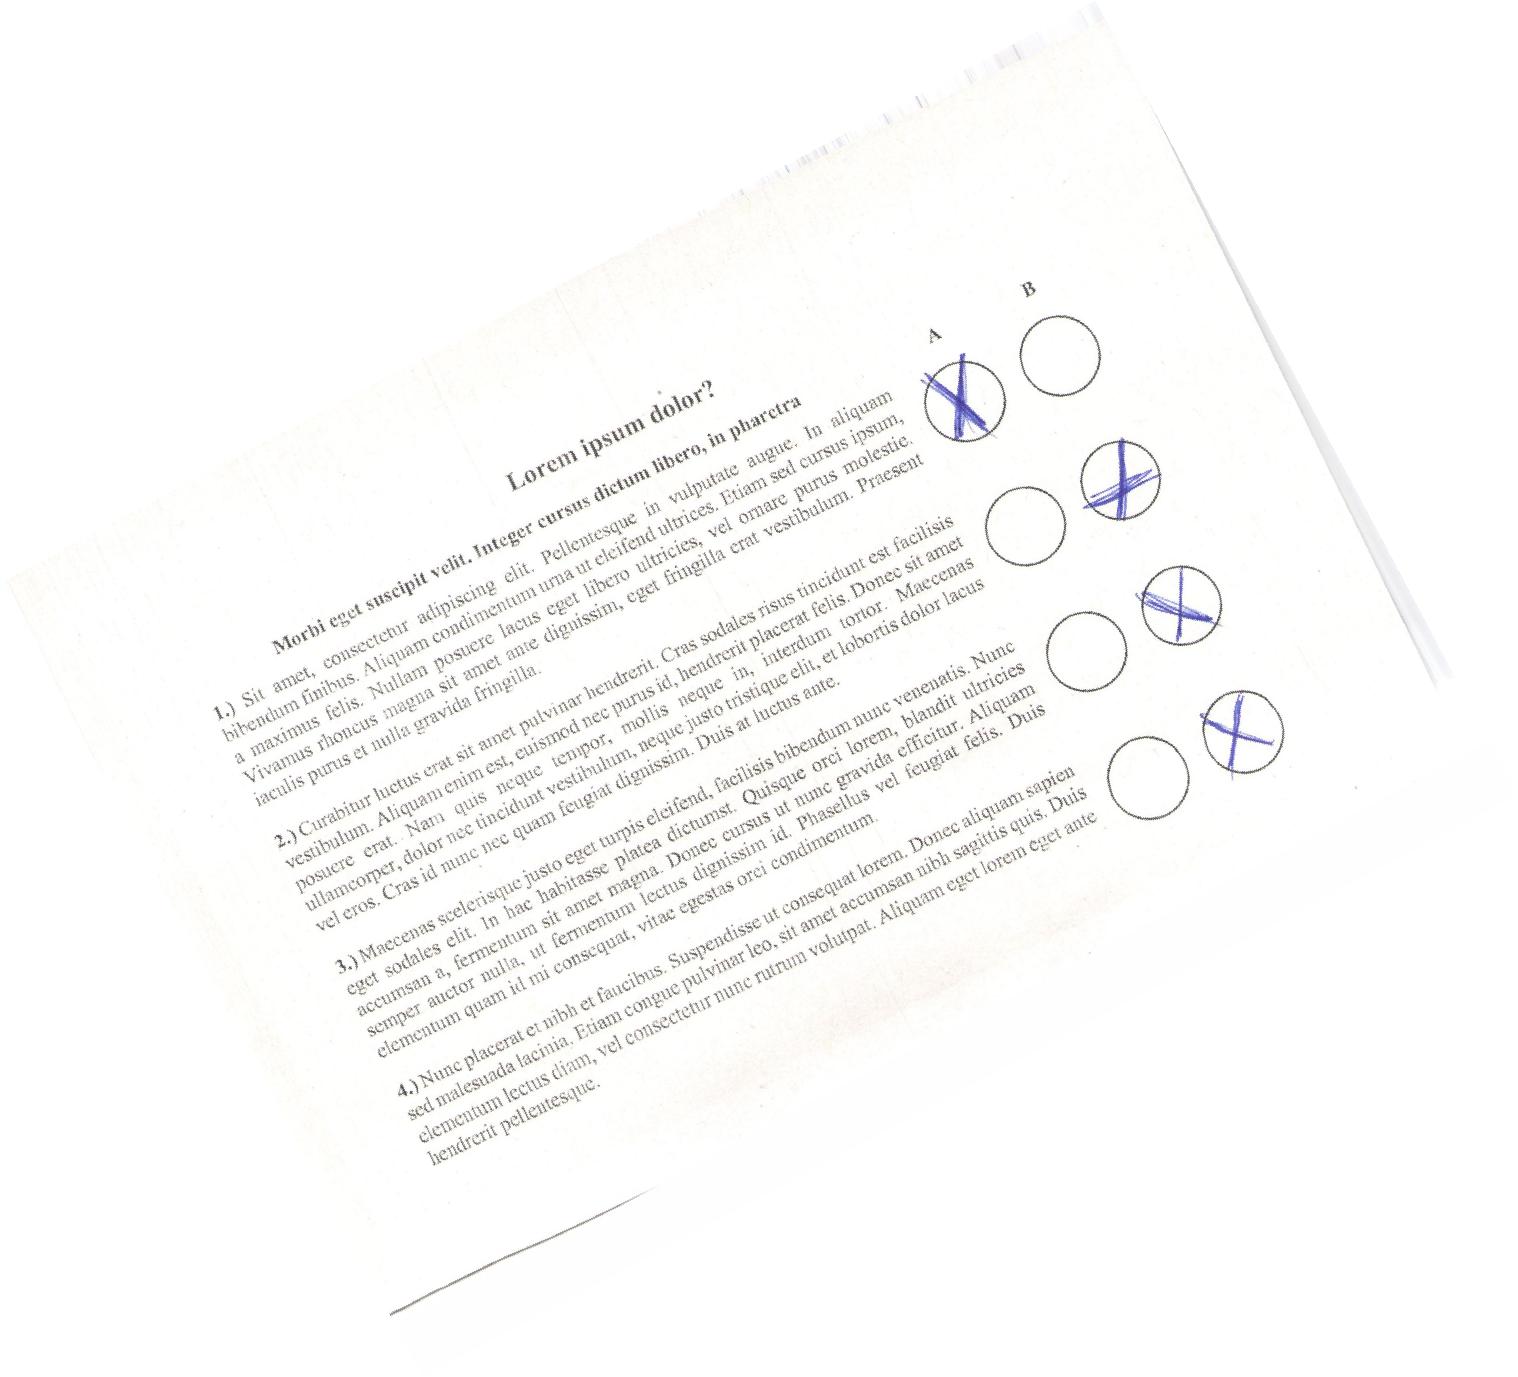 A B
Lorem ipsum dolor?
Morbi eget suscipit velit. Integer cursus dictum libero, in pharetra
1.) Sit amet, consectetur adipiscing elit. Pellentesque in vulputate augue. In aliquam
bibendum finibus. Aliquam condimentum urna ut eleifend ultrices. Etiam sed cursus ipsum,
a maximus felis. Nullam posuere lacus eget libero ultricies, vel ornare purus molestie.
Vivamus rhoncus magna sit amet ante dignissim, eget fringilla erat vestibulum. Praesent
iaculis purus et nulla gravida fringilla.
2.) Curabitur luctus erat sit amet pulvinar hendrerit. Cras sodales risus tincidunt est facilisis
vestibulum. Aliquam enim est, euismod nec purus id, hendrerit placerat felis. Donec sit amet
posuere erat. Nam quis neque tempor, mollis neque in, interdum tortor. Maecenas
ullamcorper, dolor nec tincidunt vestibulum, neque justo tristique elit, et lobortis dolor lacus
vel eros. Cras id nunc nec quam feugiat dignissim. Duis at luctus ante.
3.) Maecenas scelerisque justo eget turpis eleifend, facilisis bibendum nunc venenatis. Nunc
eget sodales elit. In hac habitasse platea dictumst. Quisque orci lorem, blandit ultricies
accumsan a, fermentum sit amet magna. Donec cursus ut nunc gravida efficitur. Aliquam
semper auctor nulla, ut fermentum lectus dignissim id. Phasellus vel feugiat felis. Duis
elementum quam id mi consequat, vitae egestas orci condimentum.
4.) Nunc placerat et nibh et faucibus. Suspendisse ut consequat lorem. Donec aliquam sapien
sed malesuada lacinia. Etiam congue pulvinar leo, sit amet accumsan nibh sagittis quis. Duis
elementum lectus diam, vel consectetur nunc rutrum volutpat. Aliquam eget lorem eget ante
hendrerit pellentesque.